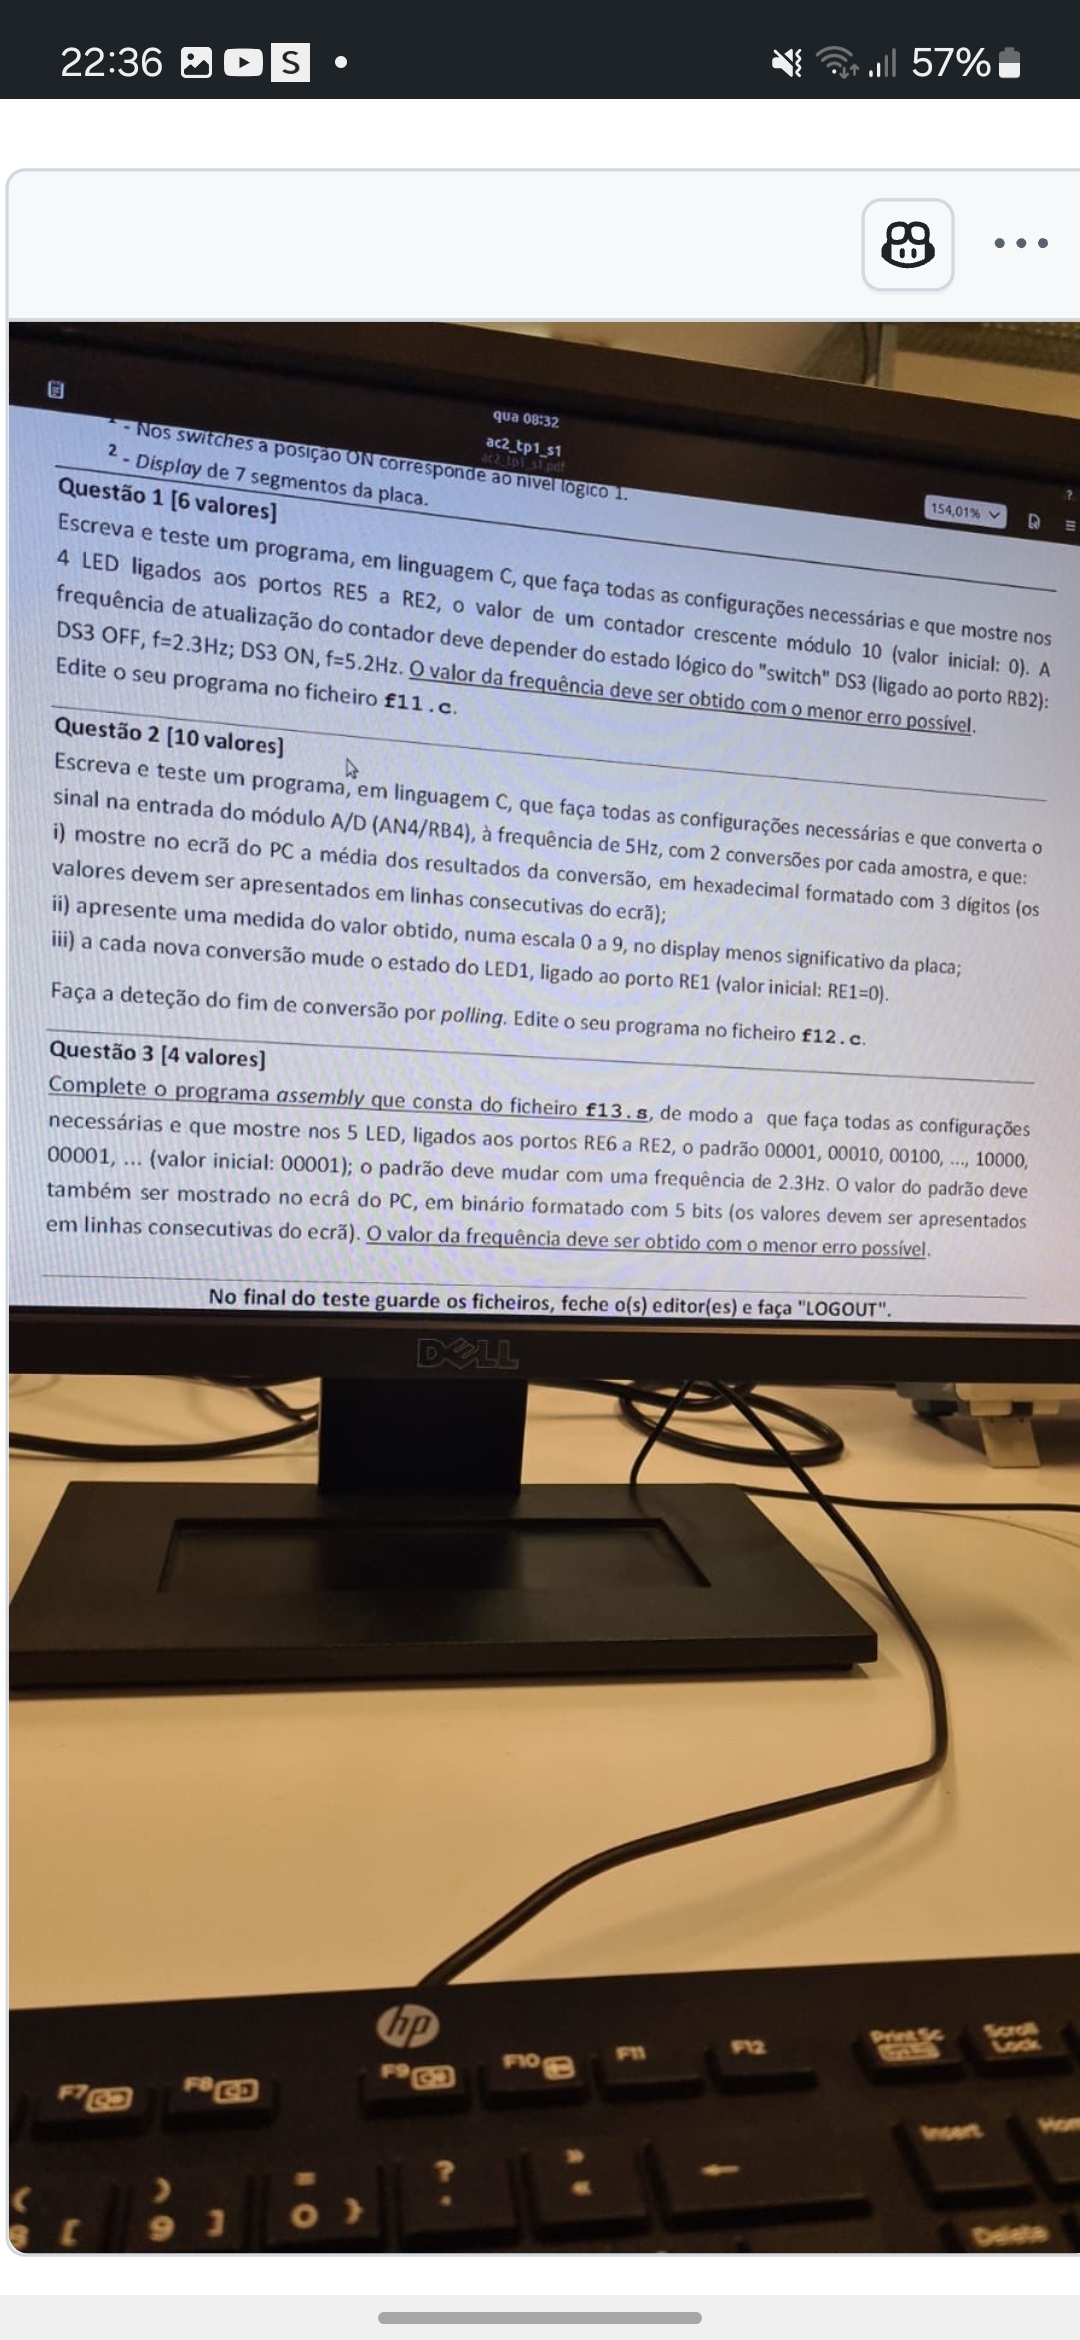 22:36 S 57%
qua 08:32
ac2_tp1_s1
ac2_tp1_s1.pdf
154,01%
- Nos switches a posição ON corresponde ao nível lógico 1.
2 - Display de 7 segmentos da placa.
Questão 1 [6 valores]
Escreva e teste um programa, em linguagem C, que faça todas as configurações necessárias e que mostre nos
4 LED ligados aos portos RE5 a RE2, o valor de um contador crescente módulo 10 (valor inicial: 0). A
frequência de atualização do contador deve depender do estado lógico do "switch" DS3 (ligado ao porto RB2):
DS3 OFF, f=2.3Hz; DS3 ON, f=5.2Hz. O valor da frequência deve ser obtido com o menor erro possível.
Edite o seu programa no ficheiro f11.c.
Questão 2 [10 valores]
Escreva e teste um programa, em linguagem C, que faça todas as configurações necessárias e que converta o
sinal na entrada do módulo A/D (AN4/RB4), à frequência de 5Hz, com 2 conversões por cada amostra, e que:
i) mostre no ecrã do PC a média dos resultados da conversão, em hexadecimal formatado com 3 dígitos (os
valores devem ser apresentados em linhas consecutivas do ecrã);
ii) apresente uma medida do valor obtido, numa escala 0 a 9, no display menos significativo da placa;
iii) a cada nova conversão mude o estado do LED1, ligado ao porto RE1 (valor inicial: RE1=0).
Faça a deteção do fim de conversão por polling. Edite o seu programa no ficheiro f12.c.
Questão 3 [4 valores]
Complete o programa assembly que consta do ficheiro f13.s, de modo a que faça todas as configurações
necessárias e que mostre nos 5 LED, ligados aos portos RE6 a RE2, o padrão 00001, 00010, 00100, ..., 10000,
00001, ... (valor inicial: 00001); o padrão deve mudar com uma frequência de 2.3Hz. O valor do padrão deve
também ser mostrado no ecrã do PC, em binário formatado com 5 bits (os valores devem ser apresentados
em linhas consecutivas do ecrã). O valor da frequência deve ser obtido com o menor erro possível.
No final do teste guarde os ficheiros, feche o(s) editor(es) e faça "LOGOUT".
DELL
hp
F7 F8 F9 F10 F11 F12 Print Sc Scroll Lock
Insert
) 9 ] = 0 } ? » «
Delete